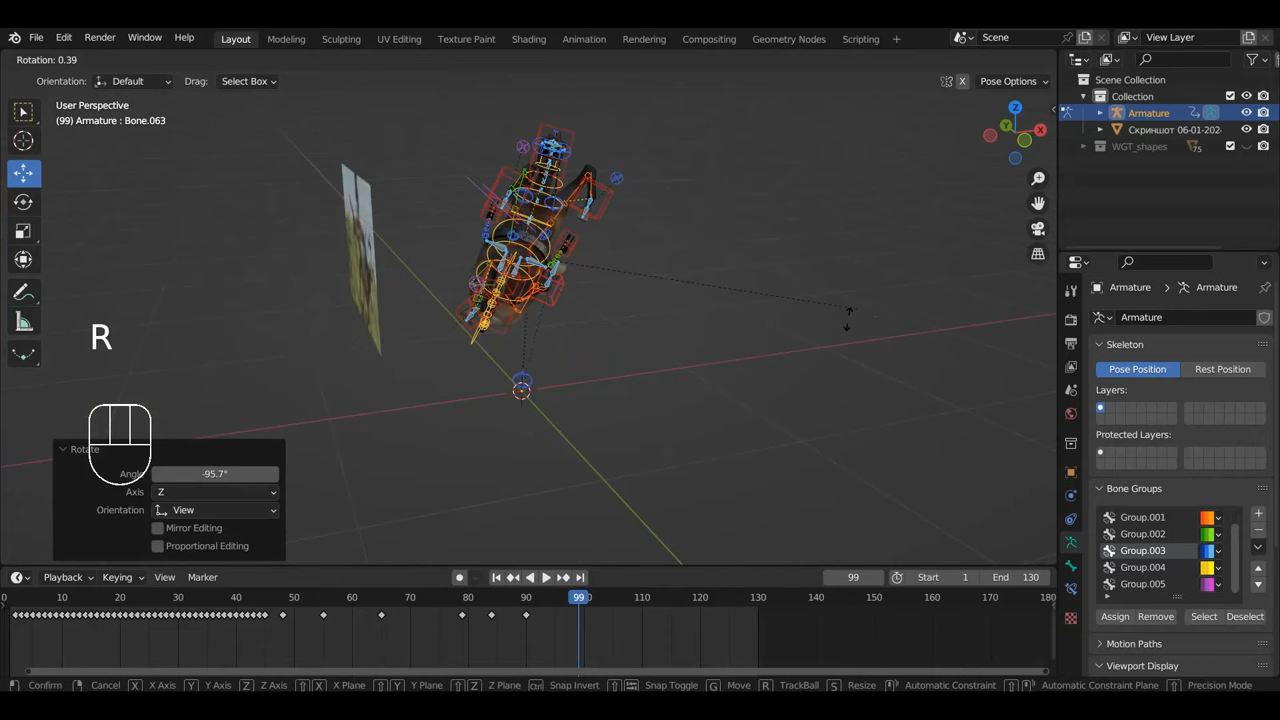 File Edit Render Window Help
Layout Modeling Sculpting UV Editing Texture Paint Shading Animation Rendering Compositing Geometry Nodes Scripting +
Scene View Layer
Rotation: 0.39
Orientation: Default Drag: Select Box X Pose Options
User Perspective
(99) Armature : Bone.063
Scene Collection
Collection
Armature
Скриншот 06-01-202
WGT_shapes 75
Z
Y
X
Armature > Armature
Armature
Skeleton
Pose Position Rest Position
Layers:
Protected Layers:
Bone Groups
Group.001
Group.002
Group.003
Group.004
Group.005
Assign Remove Select Deselect
Motion Paths
Viewport Display
R
Rotate
Angle -95.7°
Axis Z
Orientation View
Mirror Editing
Proportional Editing
Playback Keying View Marker 99 Start 1 End 130
0 10 20 30 40 50 60 70 80 90 99 110 120 130 140 150 160 170 180
Confirm Cancel X X Axis Y Y Axis Z Z Axis X X Plane Y Y Plane Z Z Plane Ctrl Snap Invert Snap Toggle G Move R TrackBall S Resize Automatic Constraint Automatic Constraint Plane Precision Mode